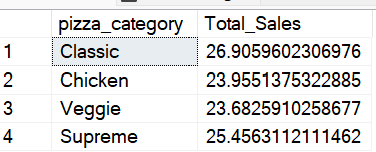 pizza_category Total_Sales
1 Classic 26.9059602306976
2 Chicken 23.9551375322885
3 Veggie 23.6825910258677
4 Supreme 25.4563112111462